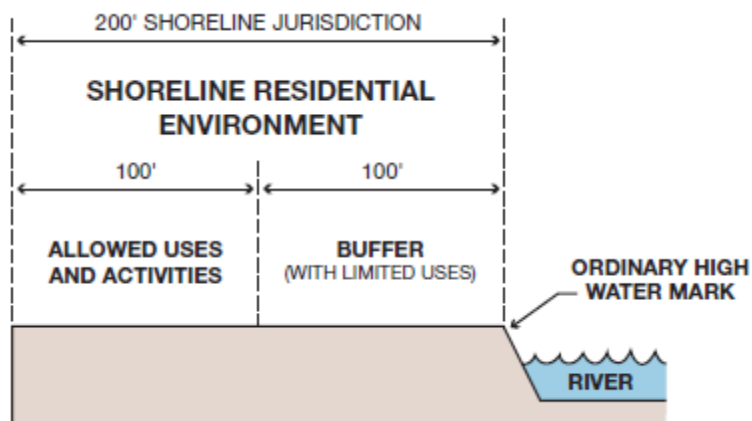 200' SHORELINE JURISDICTION
SHORELINE RESIDENTIAL
ENVIRONMENT
100'
100'
ALLOWED USES
AND ACTIVITIES
BUFFER
(WITH LIMITED USES)
ORDINARY HIGH
WATER MARK
RIVER